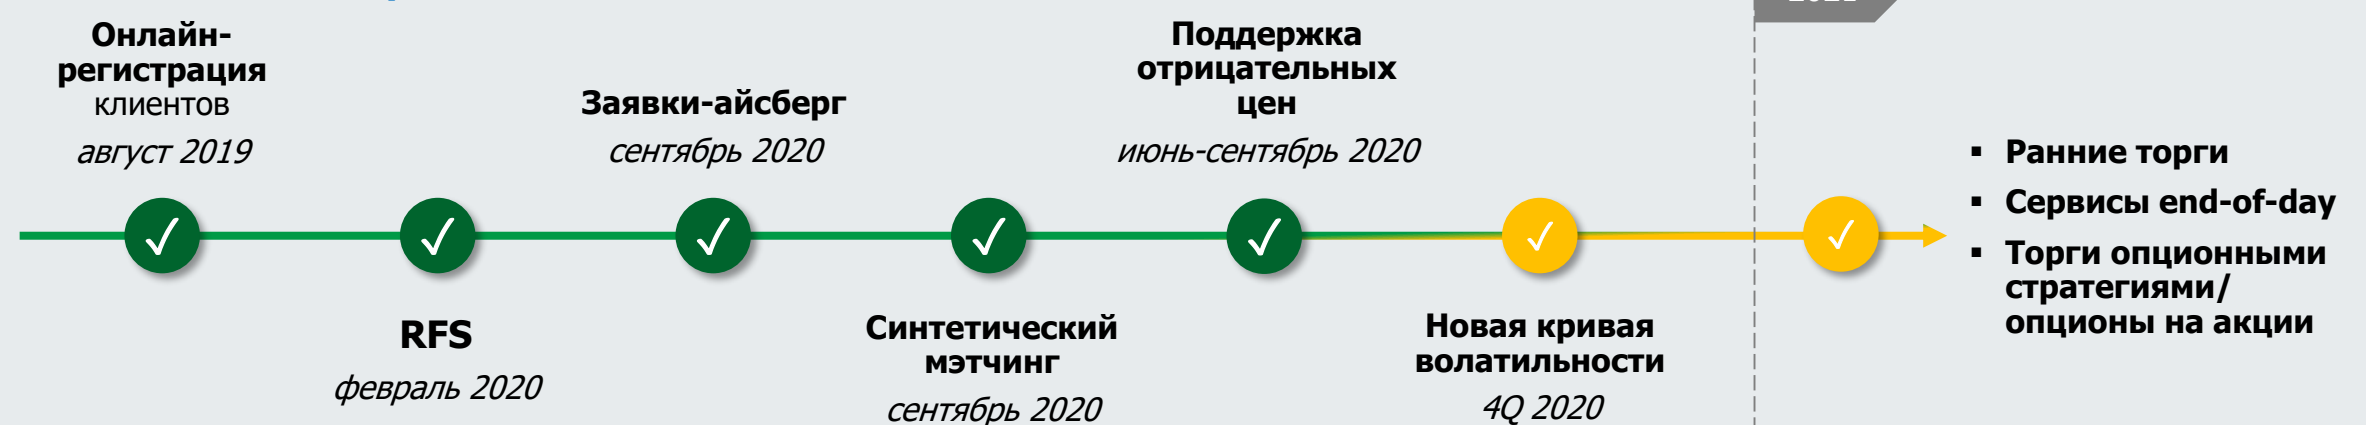 Онлайн-
регистрация
клиентов
август 2019
RFS
февраль 2020
Заявки-айсберг
сентябрь 2020
Синтетический
мэтчинг
сентябрь 2020
Поддержка
отрицательных
цен
июнь-сентябрь 2020
Новая кривая
волатильности
4Q 2020
▪ Ранние торги
▪ Сервисы end-of-day
▪ Торги опционными
стратегиями/
опционы на акции